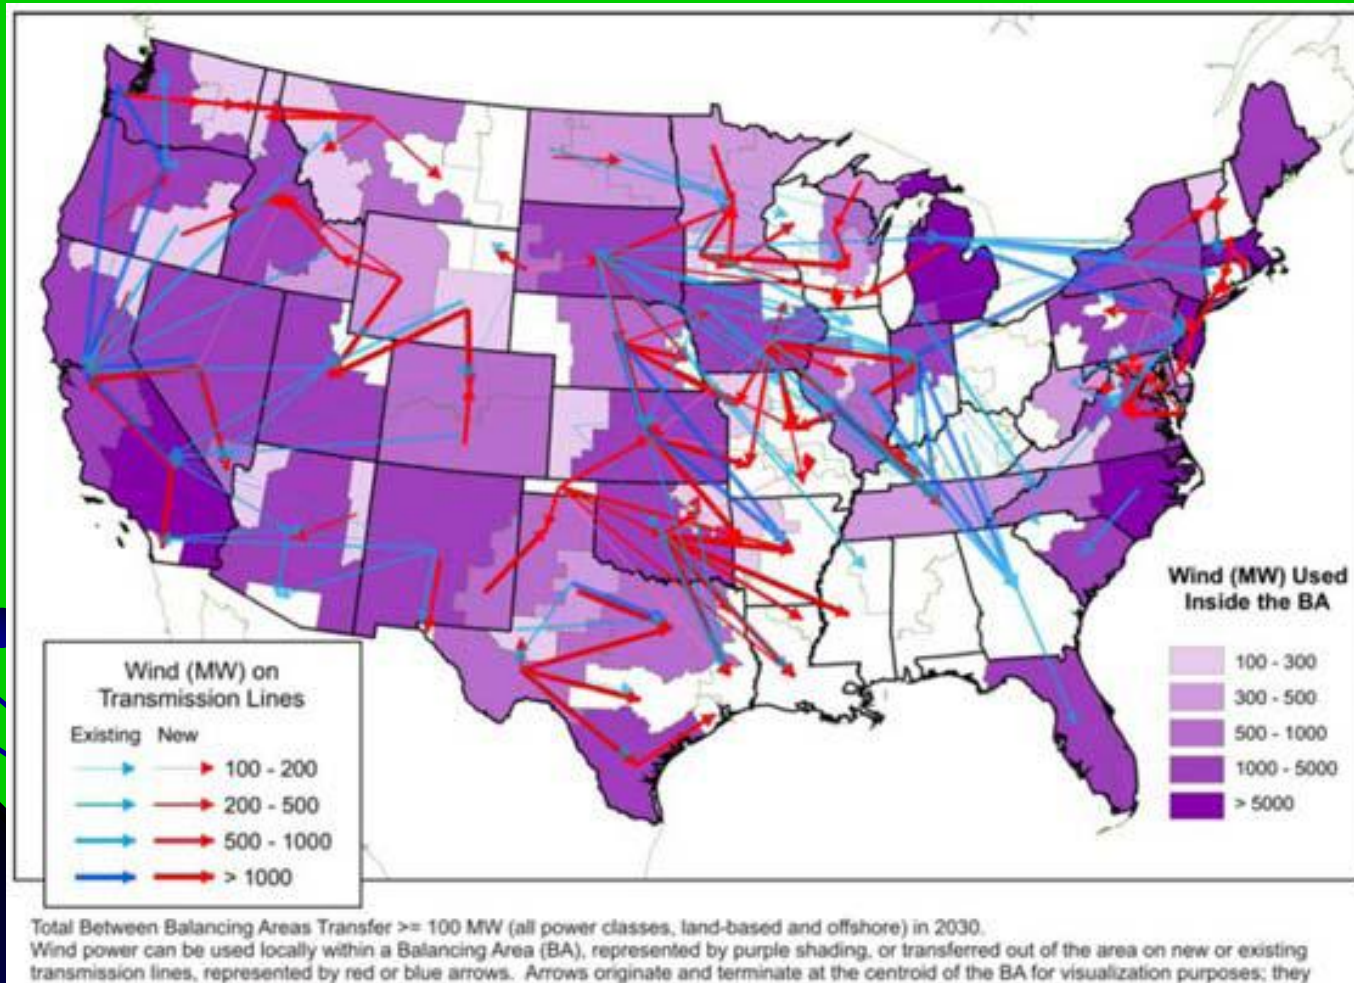 Wind (MW) Used
Inside the BA
100 - 300
300 - 500
500 - 1000
1000 - 5000
> 5000
Wind (MW) on
Transmission Lines
Existing New
100 - 200
200 - 500
500 - 1000
> 1000
Total Between Balancing Areas Transfer >= 100 MW (all power classes, land-based and offshore) in 2030.
Wind power can be used locally within a Balancing Area (BA), represented by purple shading, or transferred out of the area on new or existing
transmission lines, represented by red or blue arrows. Arrows originate and terminate at the centroid of the BA for visualization purposes; they